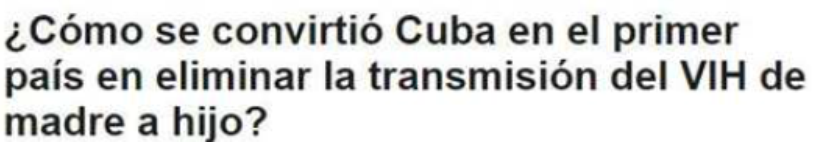 ¿Cómo se convirtió Cuba en el primer
país en eliminar la transmisión del VIH de
madre a hijo?